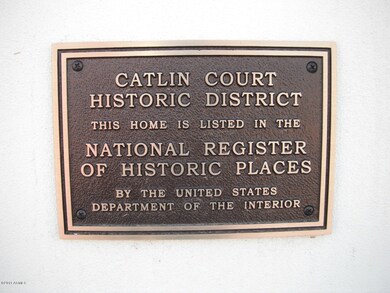 CATLIN COURT
HISTORIC DISTRICT
THIS HOME IS LISTED IN THE
NATIONAL REGISTER
OF HISTORIC PLACES
BY THE UNITED STATES
DEPARTMENT OF THE INTERIOR